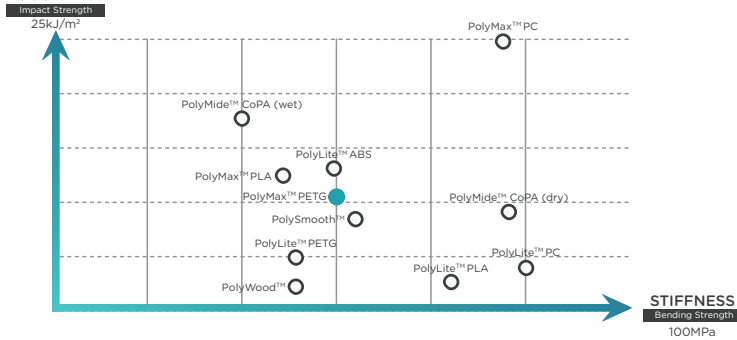 Impact Strength
25kJ/m²
PolyMax™ PC
PolyMide™ CoPA (wet)
PolyLite™ ABS
PolyMax™ PLA
PolyMax™ PETG
PolyMide™ CoPA (dry)
PolySmooth™
PolyLite™ PETG
PolyLite™ PC
PolyLite™ PLA
PolyWood™
STIFFNESS
Bending Strength
100MPa